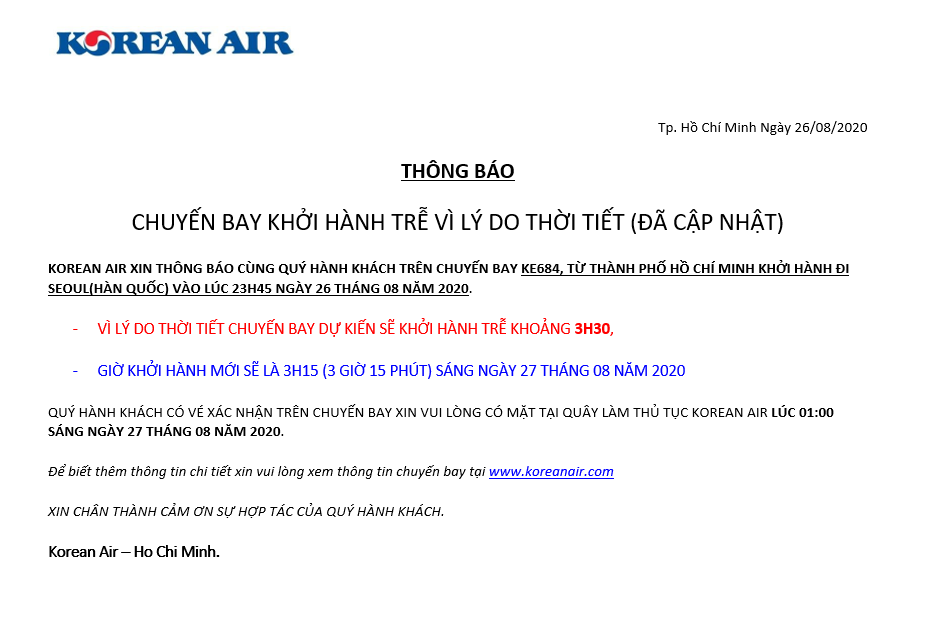 KOREAN AIR
Tp. Hồ Chí Minh Ngày 26/08/2020
THÔNG BÁO
CHUYẾN BAY KHỞI HÀNH TRỄ VÌ LÝ DO THỜI TIẾT (ĐÃ CẬP NHẬT)
KOREAN AIR XIN THÔNG BÁO CÙNG QUÝ HÀNH KHÁCH TRÊN CHUYẾN BAY KE684, TỪ THÀNH PHỐ HỒ CHÍ MINH KHỞI HÀNH ĐI
SEOUL(HÀN QUỐC) VÀO LÚC 23H45 NGÀY 26 THÁNG 08 NĂM 2020.
- VÌ LÝ DO THỜI TIẾT CHUYẾN BAY DỰ KIẾN SẼ KHỞI HÀNH TRỄ KHOẢNG 3H30,
- GIỜ KHỞI HÀNH MỚI SẼ LÀ 3H15 (3 GIỜ 15 PHÚT) SÁNG NGÀY 27 THÁNG 08 NĂM 2020
QUÝ HÀNH KHÁCH CÓ VÉ XÁC NHẬN TRÊN CHUYẾN BAY XIN VUI LÒNG CÓ MẶT TẠI QUẦY LÀM THỦ TỤC KOREAN AIR LÚC 01:00
SÁNG NGÀY 27 THÁNG 08 NĂM 2020.
Để biết thêm thông tin chi tiết xin vui lòng xem thông tin chuyến bay tại www.koreanair.com
XIN CHÂN THÀNH CẢM ƠN SỰ HỢP TÁC CỦA QUÝ HÀNH KHÁCH.
Korean Air – Ho Chi Minh.